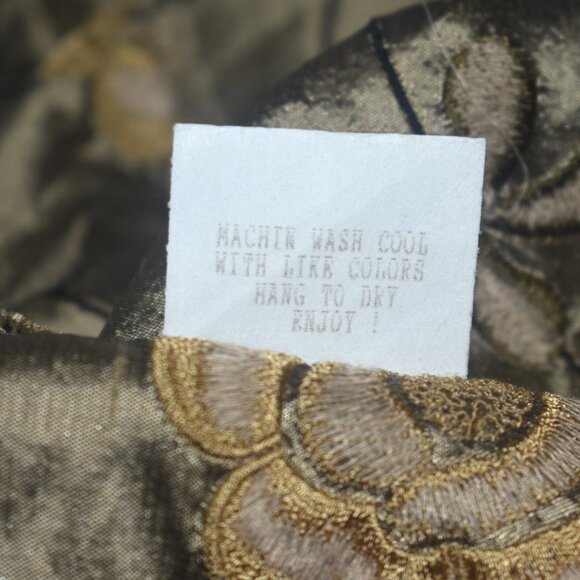 MACHIN WASH COOL
WITH LIKE COLORS
HANG TO DRY
ENJOY !